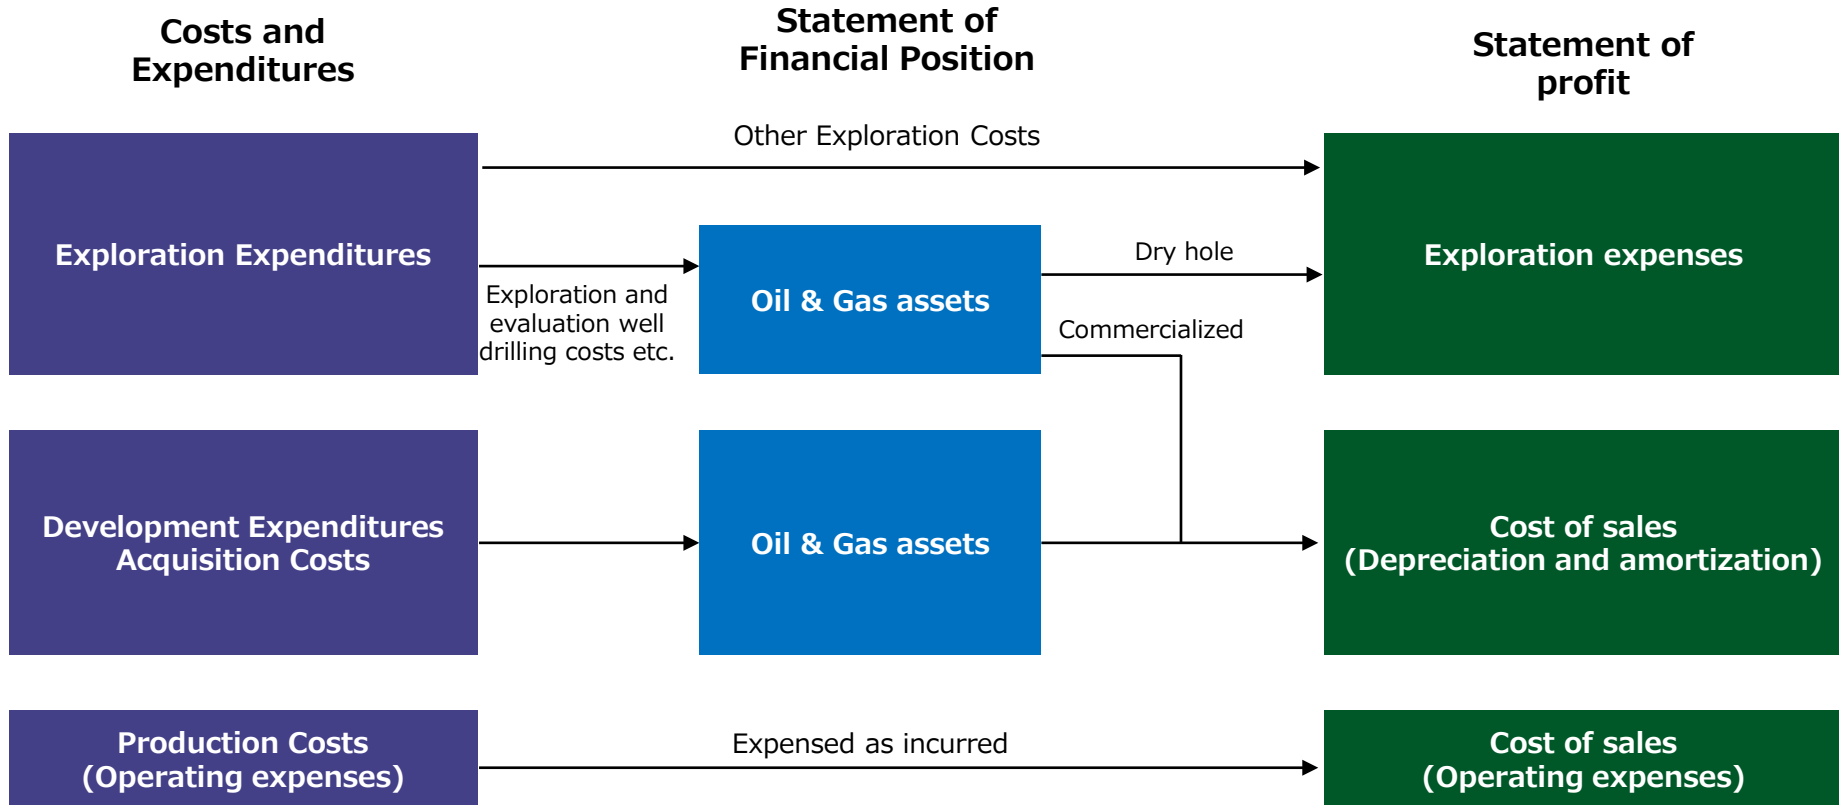 Costs and
Expenditures
Statement of
Financial Position
Statement of
profit
Other Exploration Costs
Exploration Expenditures
Exploration and
evaluation well
drilling costs etc.
Oil & Gas assets
Dry hole
Commercialized
Exploration expenses
Development Expenditures
Acquisition Costs
Oil & Gas assets
Cost of sales
(Depreciation and amortization)
Production Costs
(Operating expenses)
Expensed as incurred
Cost of sales
(Operating expenses)